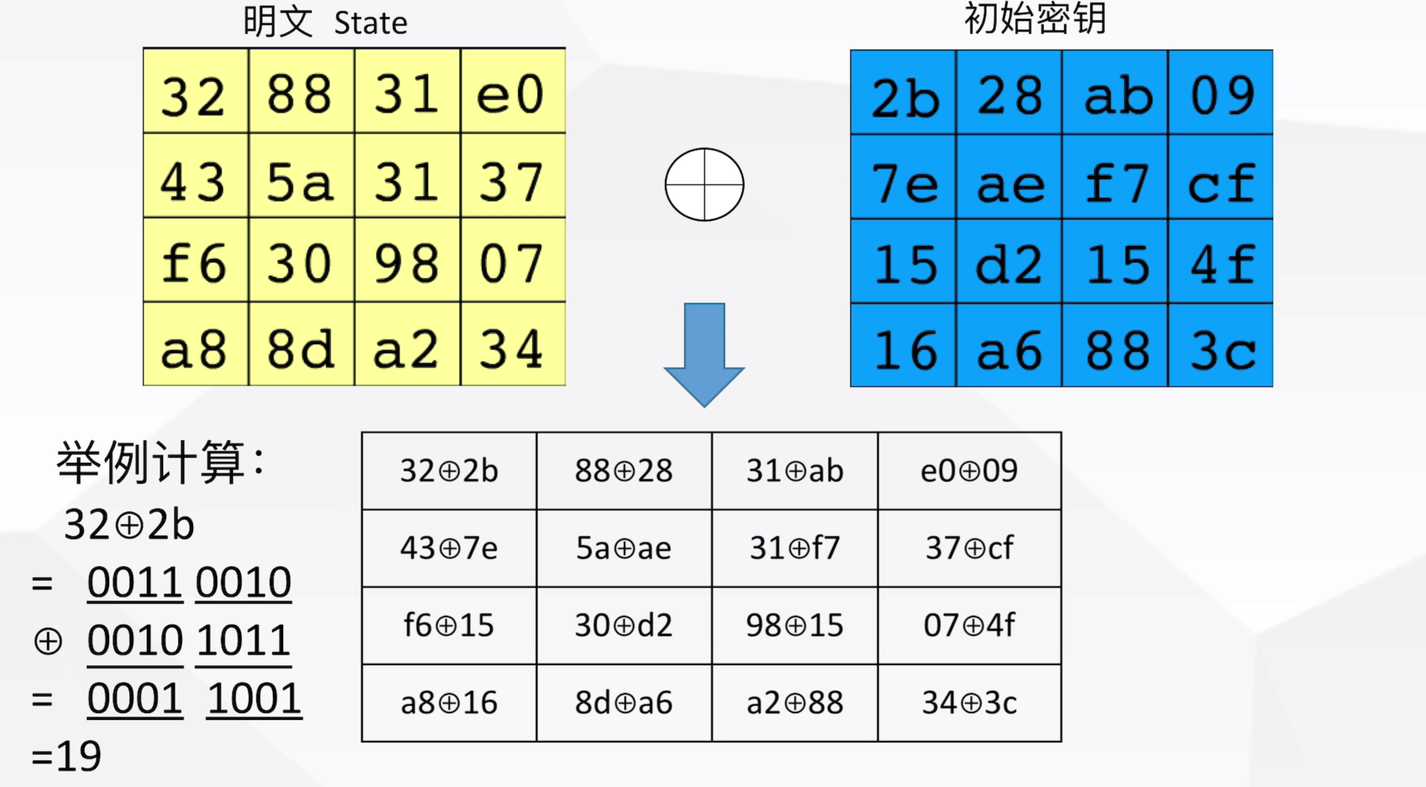 明文 State
初始密钥
32 88 31 e0
43 5a 31 37
f6 30 98 07
a8 8d a2 34
⊕
2b 28 ab 09
7e ae f7 cf
15 d2 15 4f
16 a6 88 3c
举例计算：
32⊕2b
= 0011 0010
⊕ 0010 1011
= 0001 1001
=19
32⊕2b 88⊕28 31⊕ab e0⊕09
43⊕7e 5a⊕ae 31⊕f7 37⊕cf
f6⊕15 30⊕d2 98⊕15 07⊕4f
a8⊕16 8d⊕a6 a2⊕88 34⊕3c